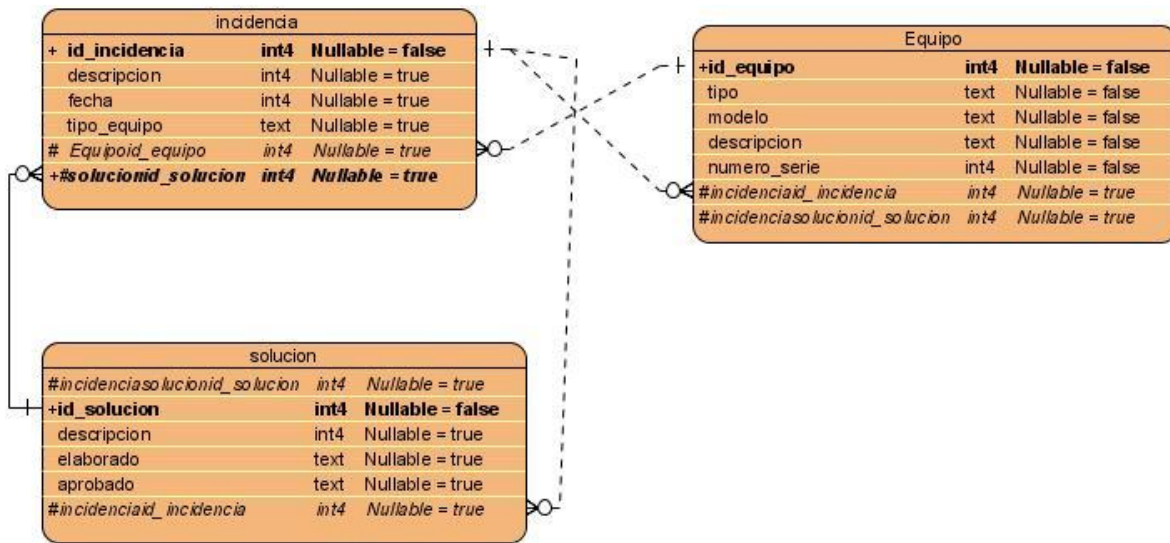 incidencia
+ id_incidencia int4 Nullable = false
descripcion int4 Nullable = true
fecha int4 Nullable = true
tipo_equipo text Nullable = true
# Equipoid_equipo int4 Nullable = true
+#solucionid_solucion int4 Nullable = true
Equipo
+id_equipo int4 Nullable = false
tipo text Nullable = false
modelo text Nullable = false
descripcion text Nullable = false
numero_serie int4 Nullable = false
#incidenciaid_incidencia int4 Nullable = true
#incidenciasolucionid_solucion int4 Nullable = true
solucion
#incidenciasolucionid_solucion int4 Nullable = true
+id_solucion int4 Nullable = false
descripcion int4 Nullable = true
elaborado text Nullable = true
aprobado text Nullable = true
#incidenciaid_incidencia int4 Nullable = true